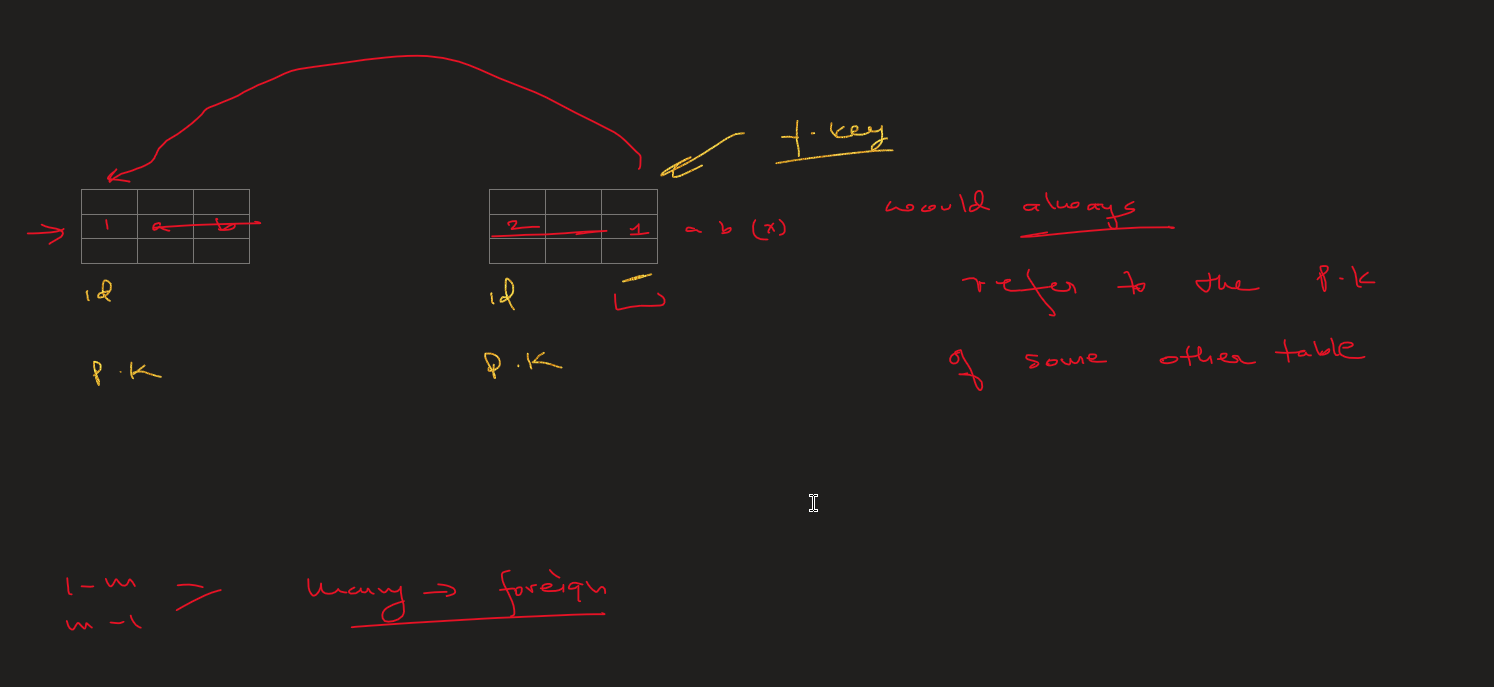 f.key
would always
1 a b
2 1 a b (x)
refer to the P.K
id
id
of some other table
P.K
P.K
1-m
many → foreign
m-1